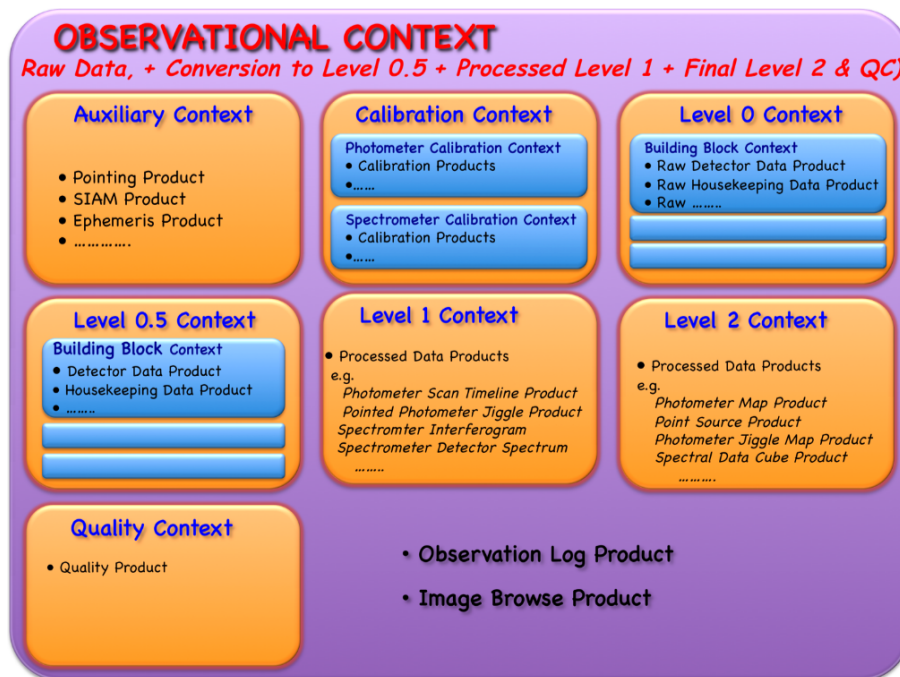 OBSERVATIONAL CONTEXT
Raw Data, + Conversion to Level 0.5 + Processed Level 1 + Final Level 2 & QC)
Auxiliary Context
• Pointing Product
• SIAM Product
• Ephemeris Product
• ………….
Calibration Context
Photometer Calibration Context
• Calibration Products
•……
Spectrometer Calibration Context
• Calibration Products
•……
Level 0 Context
Building Block Context
• Raw Detector Data Product
• Raw Housekeeping Data Product
• Raw ……..
Level 0.5 Context
Building Block Context
• Detector Data Product
• Housekeeping Data Product
• ……..
Level 1 Context
• Processed Data Products
e.g.
Photometer Scan Timeline Product
Pointed Photometer Jiggle Product
Spectromter Interferogram
Spectrometer Detector Spectrum
……..
Level 2 Context
• Processed Data Products
e.g.
Photometer Map Product
Point Source Product
Photometer Jiggle Map Product
Spectral Data Cube Product
……….
Quality Context
• Quality Product
• Observation Log Product
• Image Browse Product